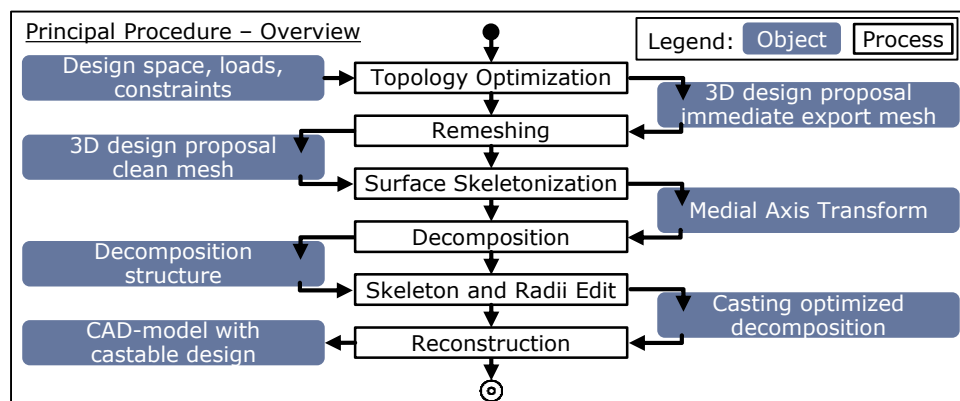 Principal Procedure – Overview
Legend: Object Process
Design space, loads,
constraints
Topology Optimization
3D design proposal
immediate export mesh
Remeshing
3D design proposal
clean mesh
Surface Skeletonization
Medial Axis Transform
Decomposition
Decomposition
structure
Skeleton and Radii Edit
Casting optimized
decomposition
CAD-model with
castable design
Reconstruction